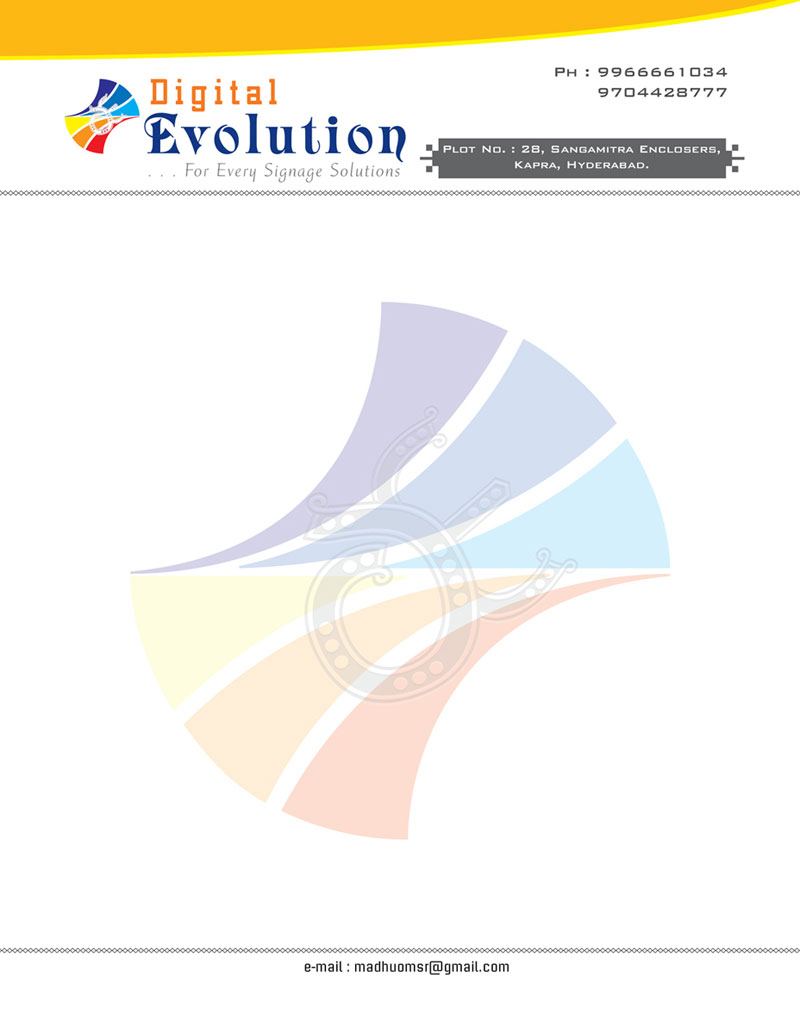 Digital
Evolution
. . . For Every Signage Solutions
Ph : 9966661034
9704428777
Plot No. : 28, Sangamitra Enclosers,
Kapra, Hyderabad.
e-mail : madhuomsr@gmail.com